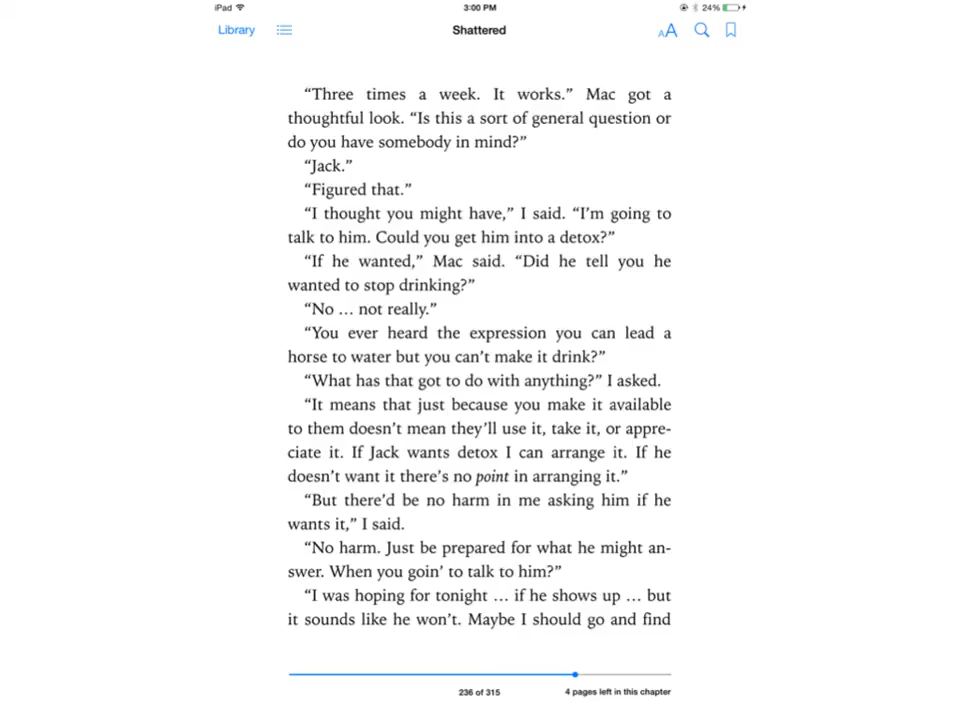 iPad 3:00 PM 24%
Library Shattered AA
“Three times a week. It works.” Mac got a
thoughtful look. “Is this a sort of general question or
do you have somebody in mind?”
“Jack.”
“Figured that.”
“I thought you might have,” I said. “I’m going to
talk to him. Could you get him into a detox?”
“If he wanted,” Mac said. “Did he tell you he
wanted to stop drinking?”
“No … not really.”
“You ever heard the expression you can lead a
horse to water but you can’t make it drink?”
“What has that got to do with anything?” I asked.
“It means that just because you make it available
to them doesn’t mean they’ll use it, take it, or appre-
ciate it. If Jack wants detox I can arrange it. If he
doesn’t want it there’s no point in arranging it.”
“But there’d be no harm in me asking him if he
wants it,” I said.
“No harm. Just be prepared for what he might an-
swer. When you goin’ to talk to him?”
“I was hoping for tonight … if he shows up … but
it sounds like he won’t. Maybe I should go and find
236 of 315 4 pages left in this chapter